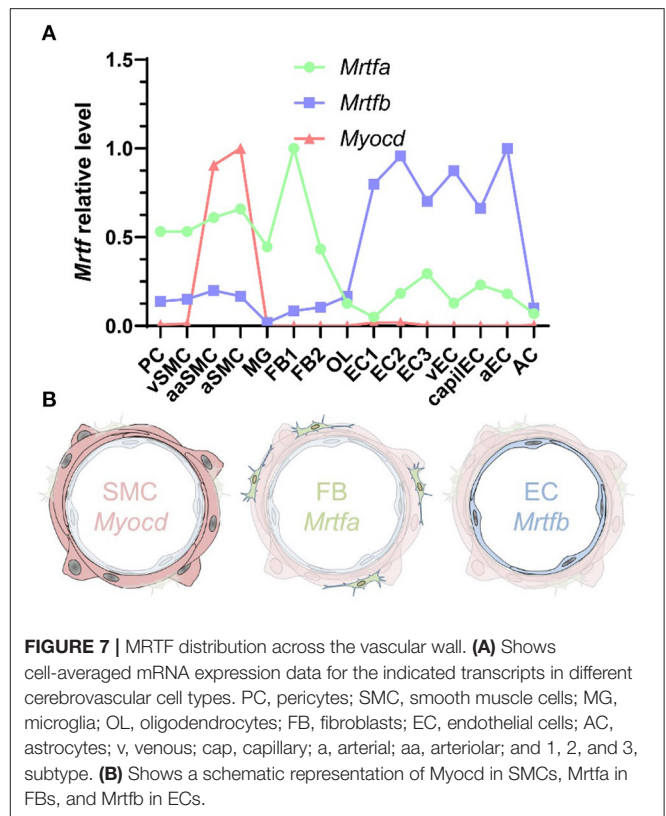 A
1.5
1.0
0.5
0.0
Mrtf relative level
Mrtfa
Mrtfb
Myocd
PC
vSMC
aaSMC
aSMC
MG
FB1
FB2
OL
EC1
EC2
EC3
vEC
capilEC
aEC
AC
B
SMC
Myocd
FB
Mrtfa
EC
Mrtfb
FIGURE 7 | MRTF distribution across the vascular wall. (A) Shows
cell-averaged mRNA expression data for the indicated transcripts in different
cerebrovascular cell types. PC, pericytes; SMC, smooth muscle cells; MG,
microglia; OL, oligodendrocytes; FB, fibroblasts; EC, endothelial cells; AC,
astrocytes; v, venous; cap, capillary; a, arterial; aa, arteriolar; and 1, 2, and 3,
subtype. (B) Shows a schematic representation of Myocd in SMCs, Mrtfa in
FBs, and Mrtfb in ECs.